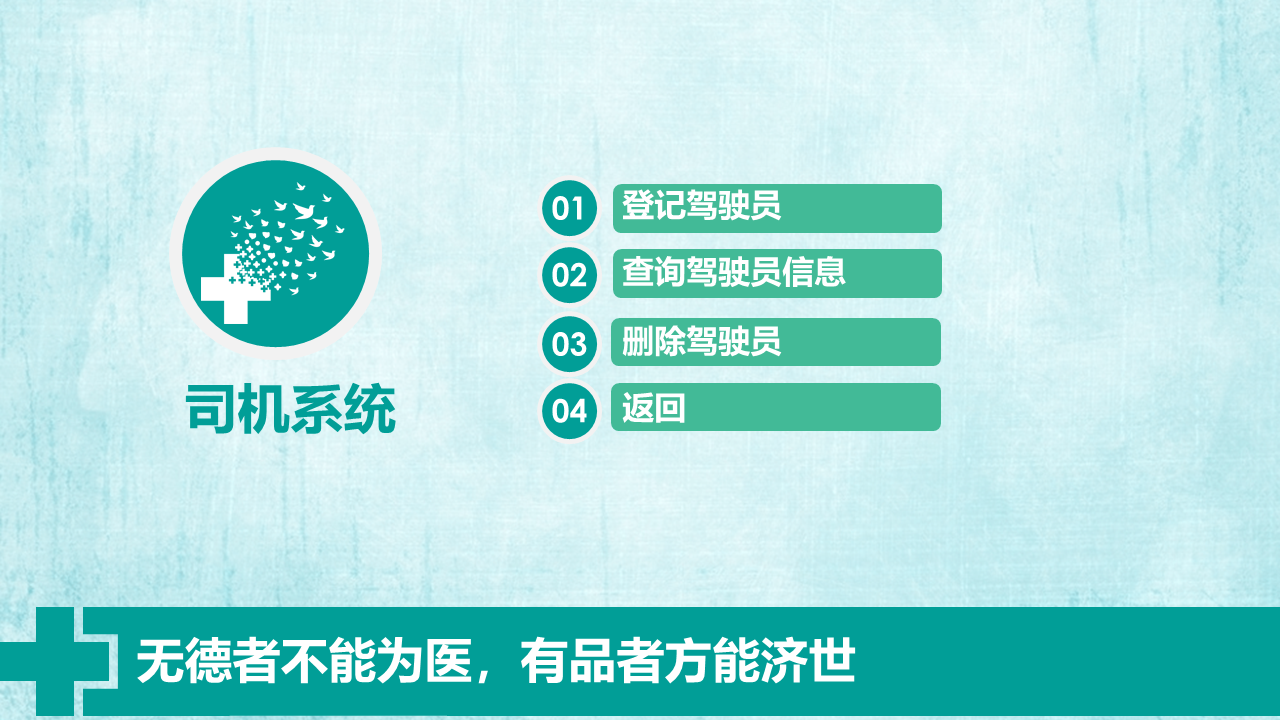 司机系统
01 登记驾驶员
02 查询驾驶员信息
03 删除驾驶员
04 返回
无德者不能为医，有品者方能济世